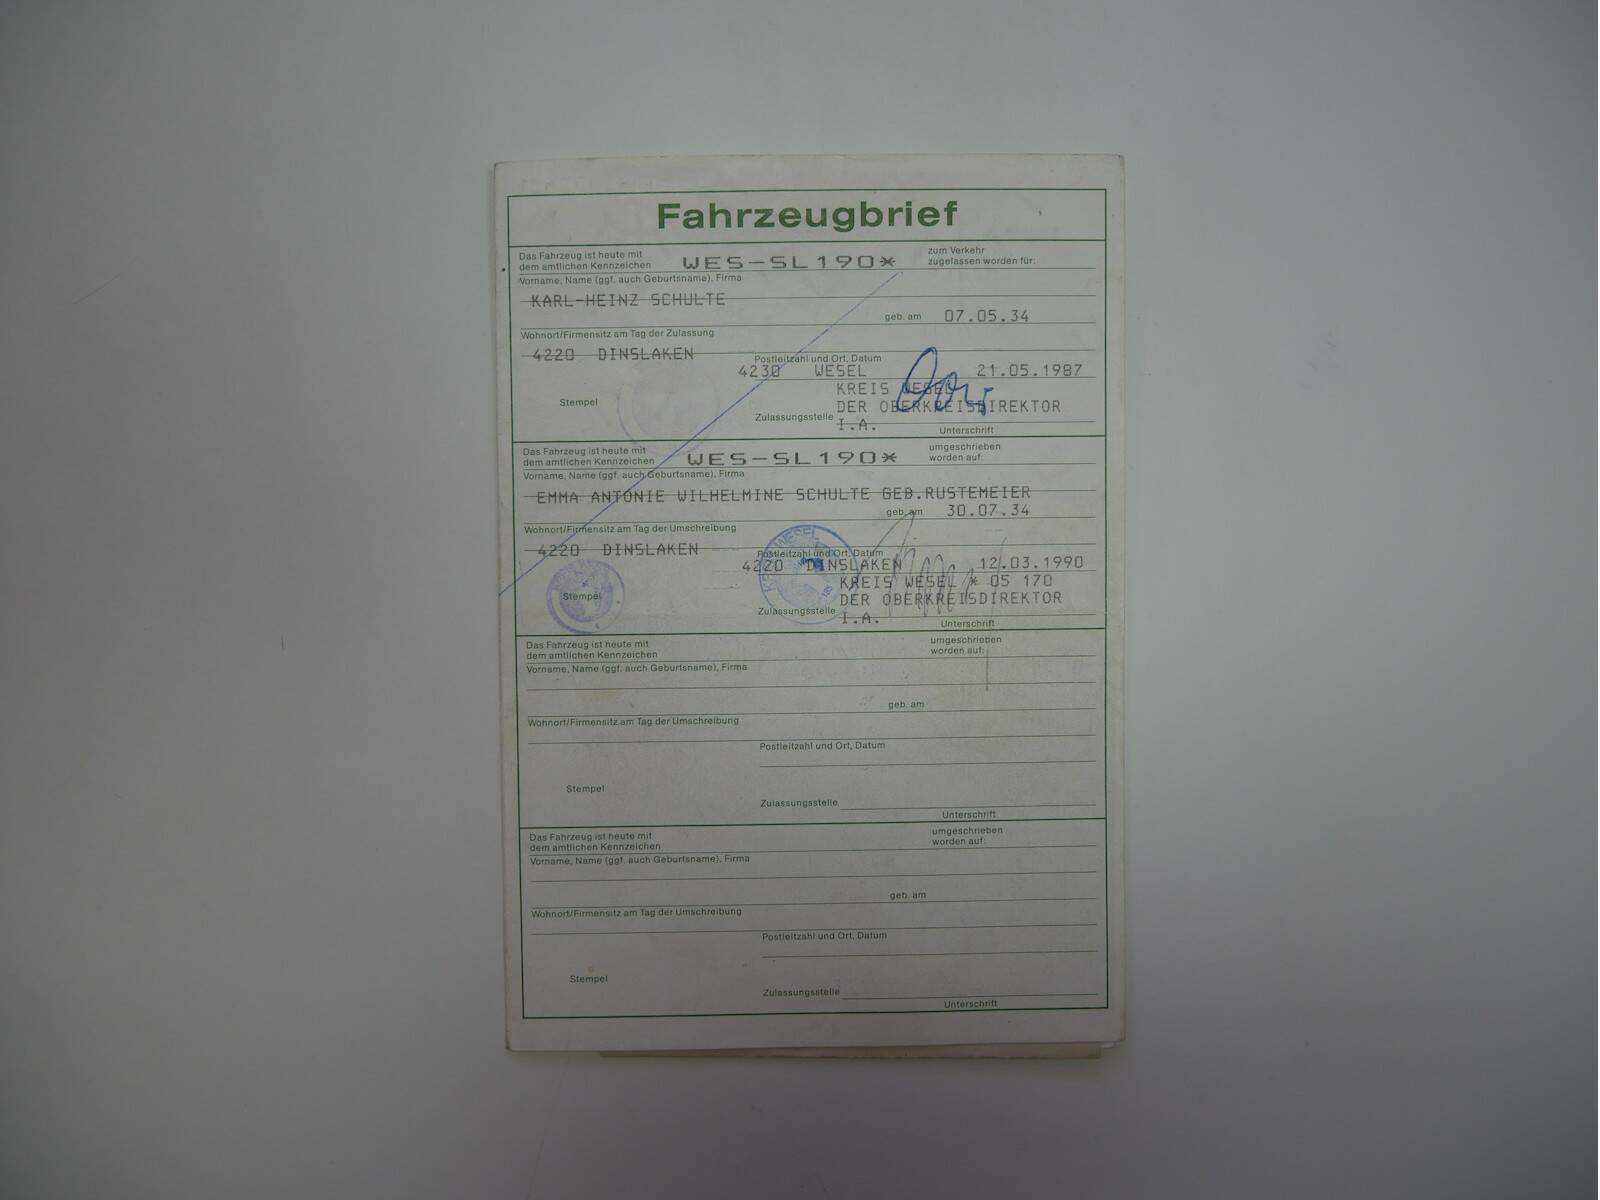 Fahrzeugbrief
Das Fahrzeug ist heute mit
dem amtlichen Kennzeichen WES-SL190* zum Verkehr
zugelassen worden für:
Vorname, Name (ggf. auch Geburtsname), Firma
KARL-HEINZ SCHULTE
geb. am 07.05.34
Wohnort/Firmensitz am Tag der Zulassung
4220 DINSLAKEN
Postleitzahl und Ort, Datum
4230 WESEL 21.05.1987
KREIS WESEL
Stempel
DER OBERKREISDIREKTOR
Zulassungsstelle
I.A.
Unterschrift
Das Fahrzeug ist heute mit
dem amtlichen Kennzeichen WES-SL190* umgeschrieben
worden auf:
Vorname, Name (ggf. auch Geburtsname), Firma
EMMA ANTONIE WILHELMINE SCHULTE GEB.RUSTEMEIER
geb. am 30.07.34
Wohnort/Firmensitz am Tag der Umschreibung
4220 DINSLAKEN
Postleitzahl und Ort, Datum
4220 DINSLAKEN 12.03.1990
KREIS WESEL * 05 170
Stempel
DER OBERKREISDIREKTOR
Zulassungsstelle
I.A.
Unterschrift
Das Fahrzeug ist heute mit
dem amtlichen Kennzeichen umgeschrieben
worden auf:
Vorname, Name (ggf. auch Geburtsname), Firma
geb. am
Wohnort/Firmensitz am Tag der Umschreibung
Postleitzahl und Ort, Datum
Stempel
Zulassungsstelle
Unterschrift
Das Fahrzeug ist heute mit
dem amtlichen Kennzeichen umgeschrieben
worden auf:
Vorname, Name (ggf. auch Geburtsname), Firma
geb. am
Wohnort/Firmensitz am Tag der Umschreibung
Postleitzahl und Ort, Datum
Stempel
Zulassungsstelle
Unterschrift